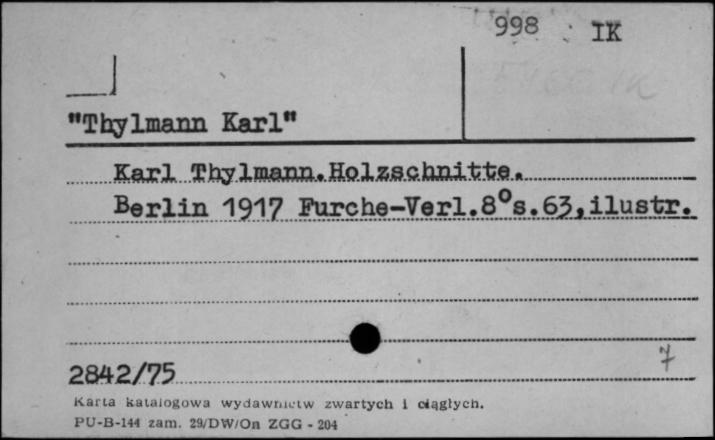 998 IK
"Thylmann Karl"
Karl Thylmann.Holzschnitte.
Berlin 1917 Furche-Verl.8°s.63,ilustr.
7
2842/75
Karta katalogowa wydawnictw zwartych i ciągłych.
PU-B-144 zam. 29/DW/On ZGG - 204